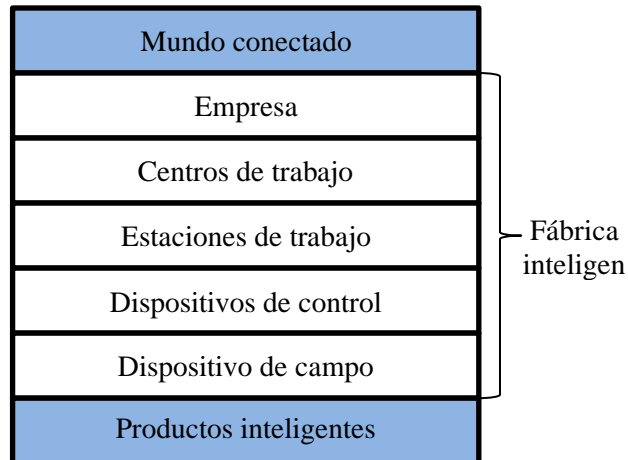 Mundo conectado
Empresa
Centros de trabajo
Estaciones de trabajo
Dispositivos de control
Dispositivo de campo
Productos inteligentes
Fábrica
inteligen